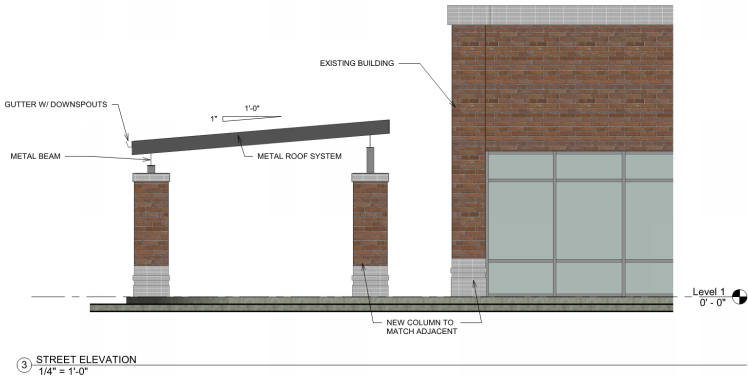 EXISTING BUILDING
GUTTER W/ DOWNSPOUTS
1'-0"
1"
METAL BEAM
METAL ROOF SYSTEM
Level 1
0' - 0"
NEW COLUMN TO
MATCH ADJACENT
3 STREET ELEVATION
1/4" = 1'-0"